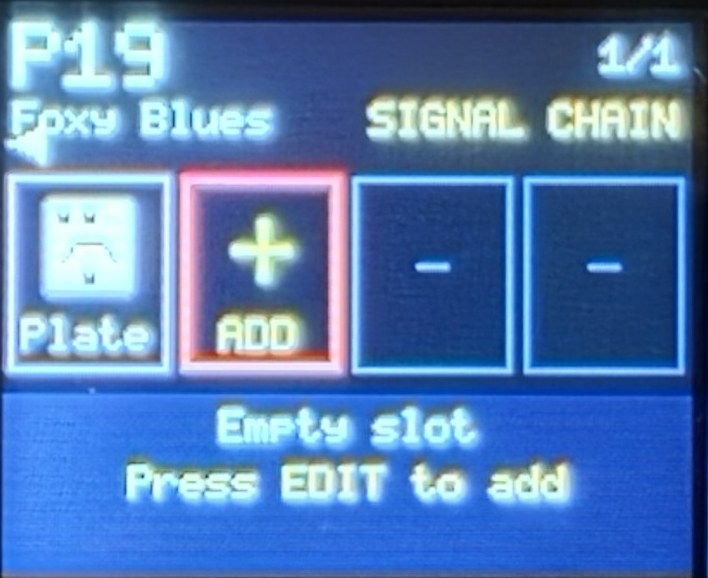 P19
1/1
Foxy Blues
SIGNAL CHAIN
Plate
+
ADD
-
-
Empty slot
Press EDIT to add